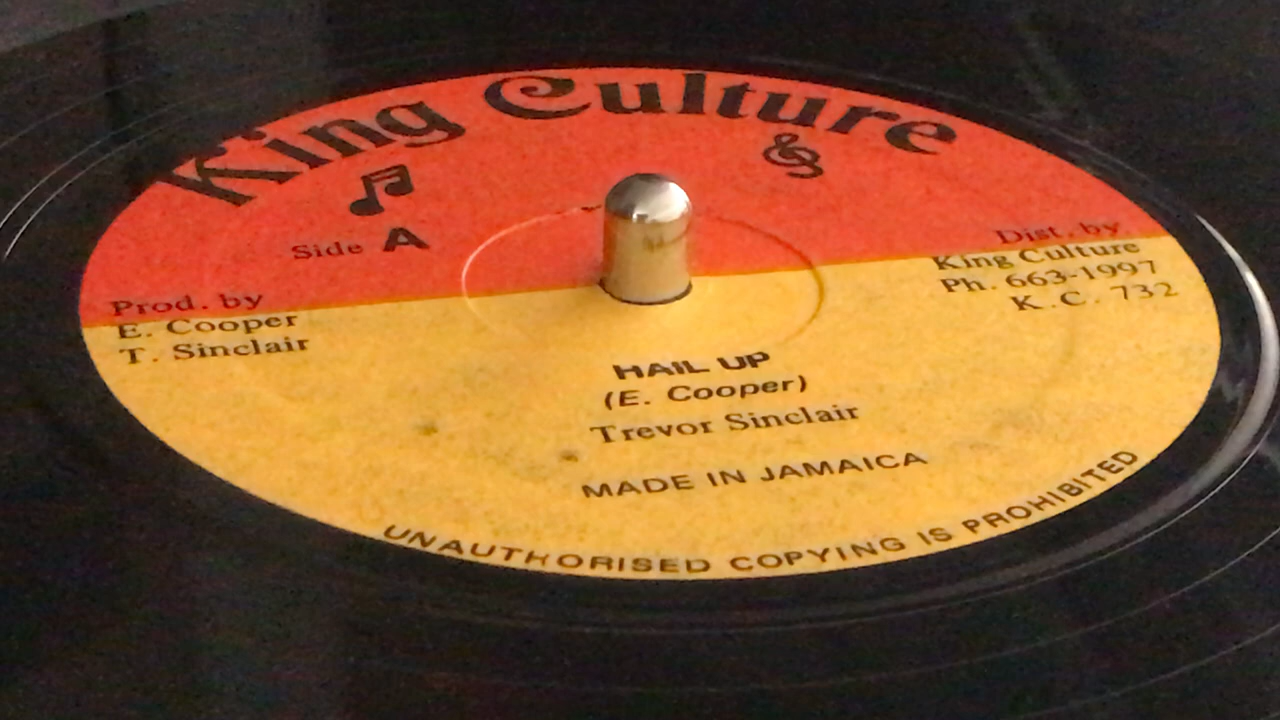 King Culture
Side A
Prod. by
E. Cooper
T. Sinclair
Dist. by
King Culture
Ph. 663-1997
K.C. 732
HAIL UP
(E. Cooper)
Trevor Sinclair
MADE IN JAMAICA
UNAUTHORISED COPYING IS PROHIBITED